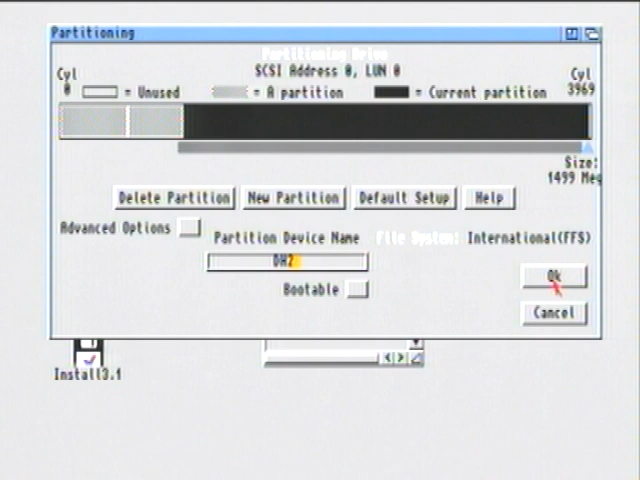 Partitioning
Partitioning Drive
SCSI Address 0, LUN 0
Cyl
0
Cyl
3969
= Unused
= A partition
= Current partition
Size:
1499 Meg
Delete Partition
New Partition
Default Setup
Help
Advanced Options
Partition Device Name
File System: International(FFS)
DH2
Bootable
Ok
Cancel
Install3.1